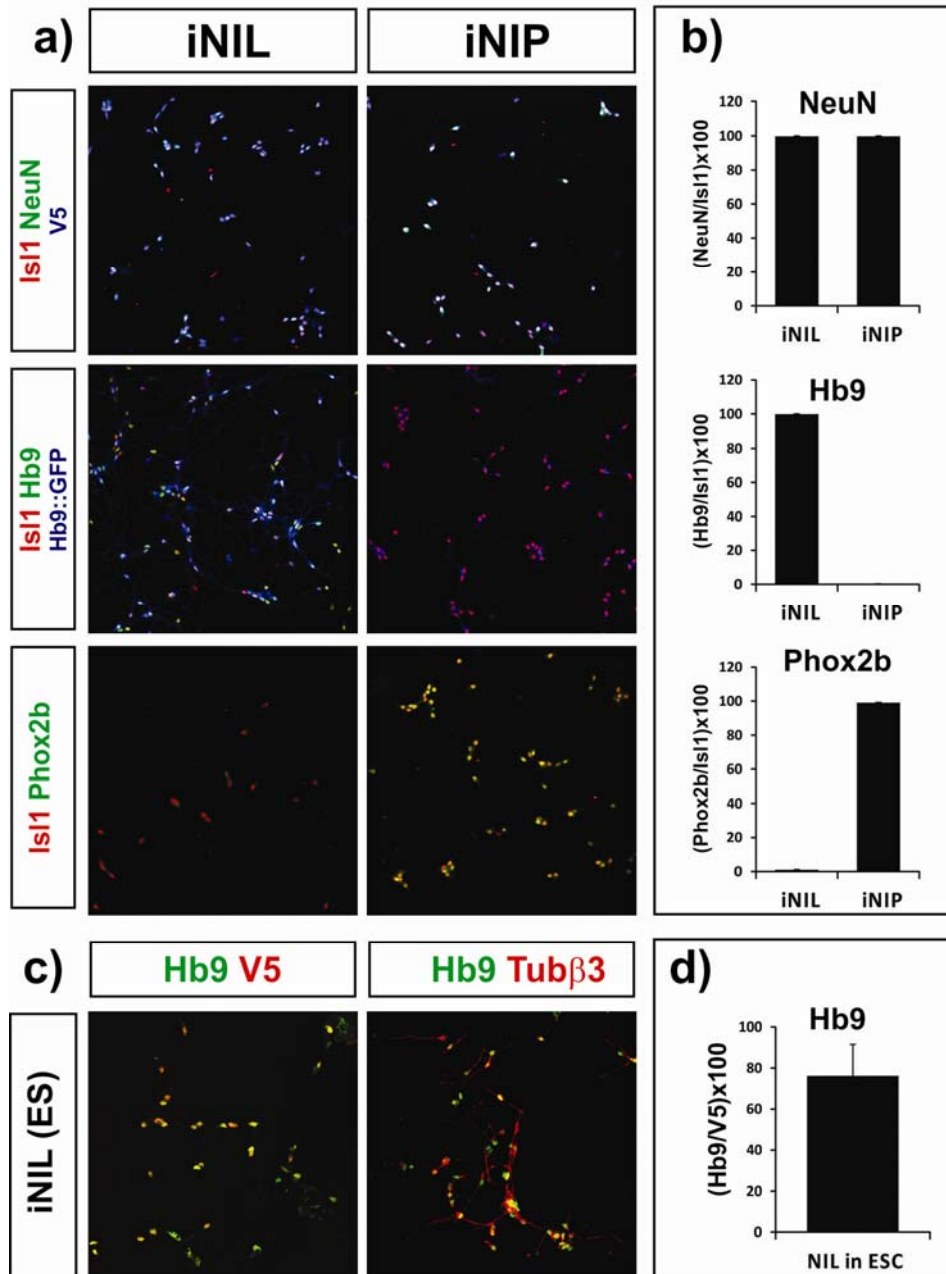 a)
iNIL
iNIP
Isl1 NeuN
V5
Isl1 Hb9
Hb9::GFP
Isl1 Phox2b
b)
NeuN
(NeuN/Isl1)x100
120
100
80
60
40
20
0
iNIL
iNIP
Hb9
(Hb9/Isl1)x100
120
100
80
60
40
20
0
iNIL
iNIP
Phox2b
(Phox2b/Isl1)x100
120
100
80
60
40
20
0
iNIL
iNIP
c)
Hb9 V5
Hb9 Tubβ3
iNIL (ES)
d)
Hb9
(Hb9/V5)x100
100
80
60
40
20
0
NIL in ESC